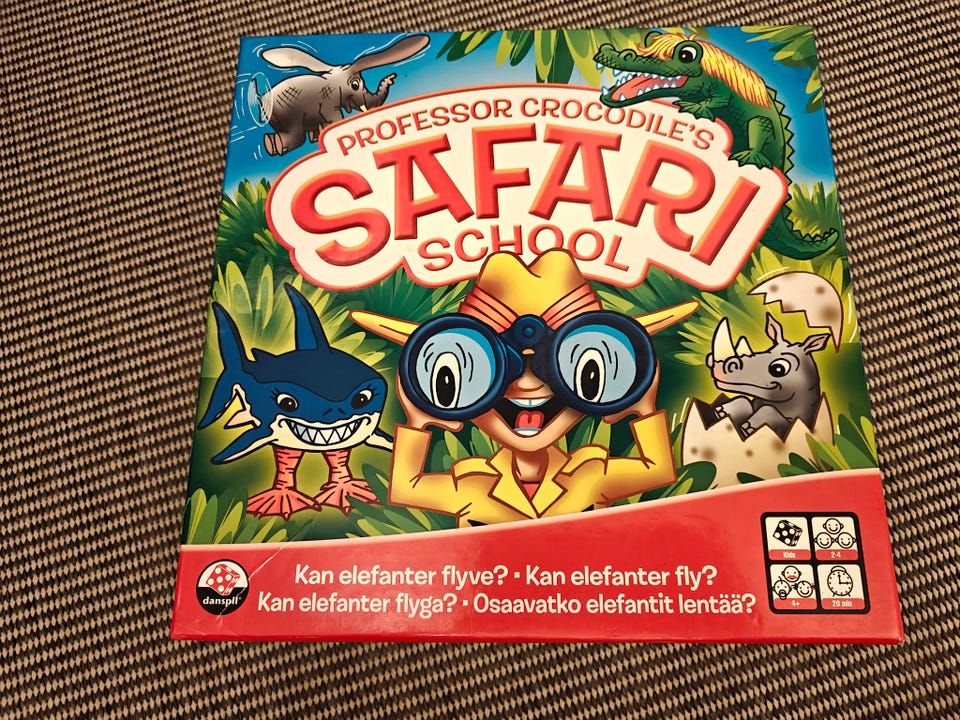 PROFESSOR CROCODILE'S
SAFARI
SCHOOL
Kan elefanter flyve? · Kan elefanter fly?
Kan elefanter flyga? · Osaavatko elefantit lentää?
danspil
Kids
2-4
4+
20 min